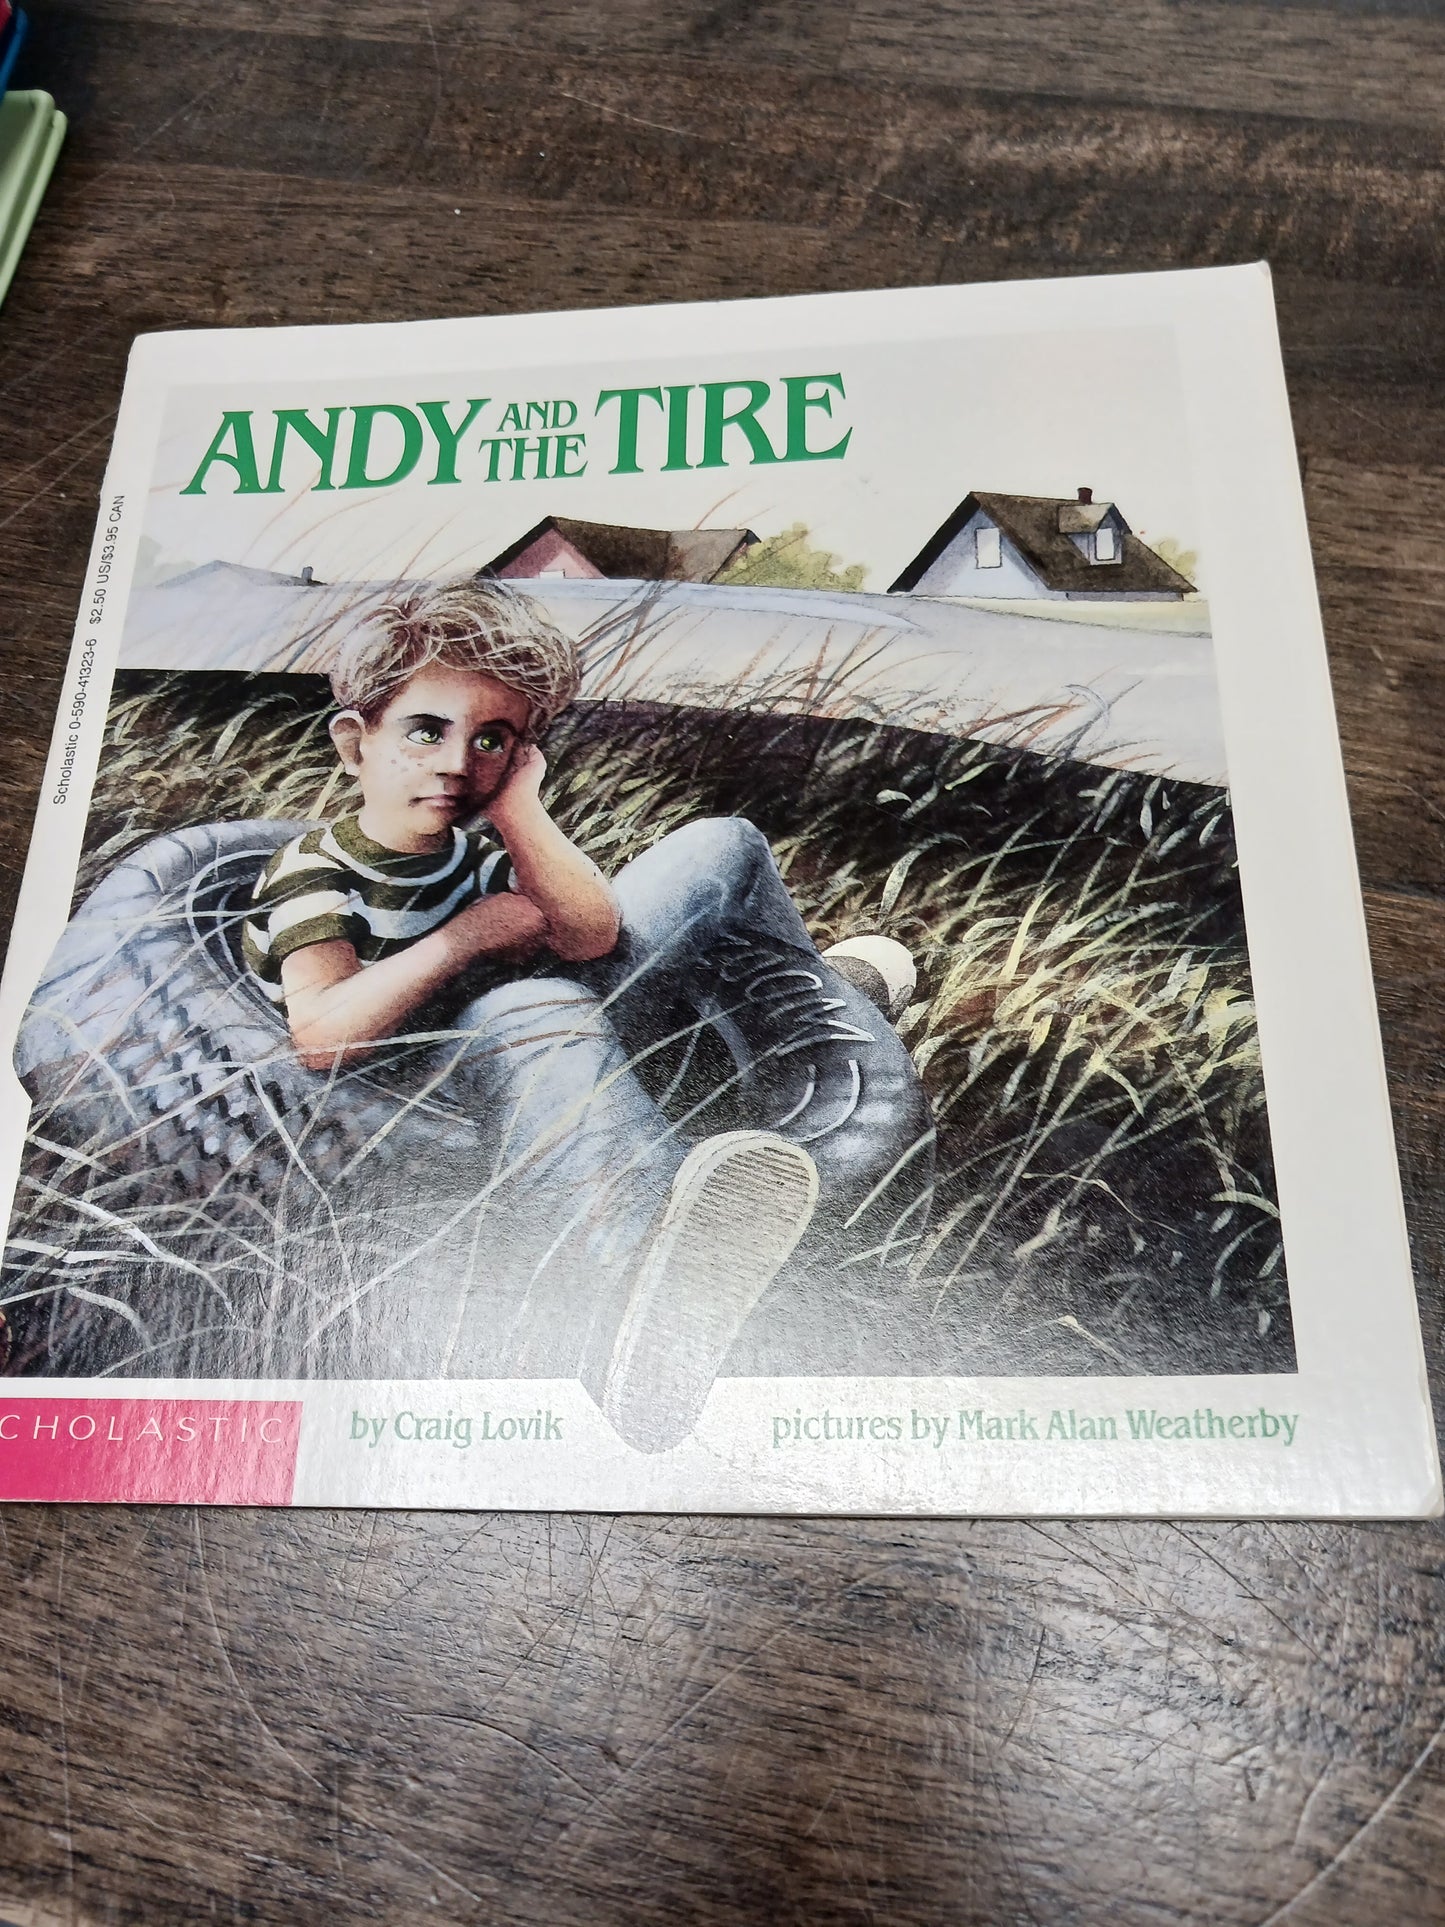 ANDY AND THE TIRE
Scholastic 0-590-41323-6 $2.50 US/$3.95 CAN
CHOLASTIC
by Craig Lovik
pictures by Mark Alan Weatherby